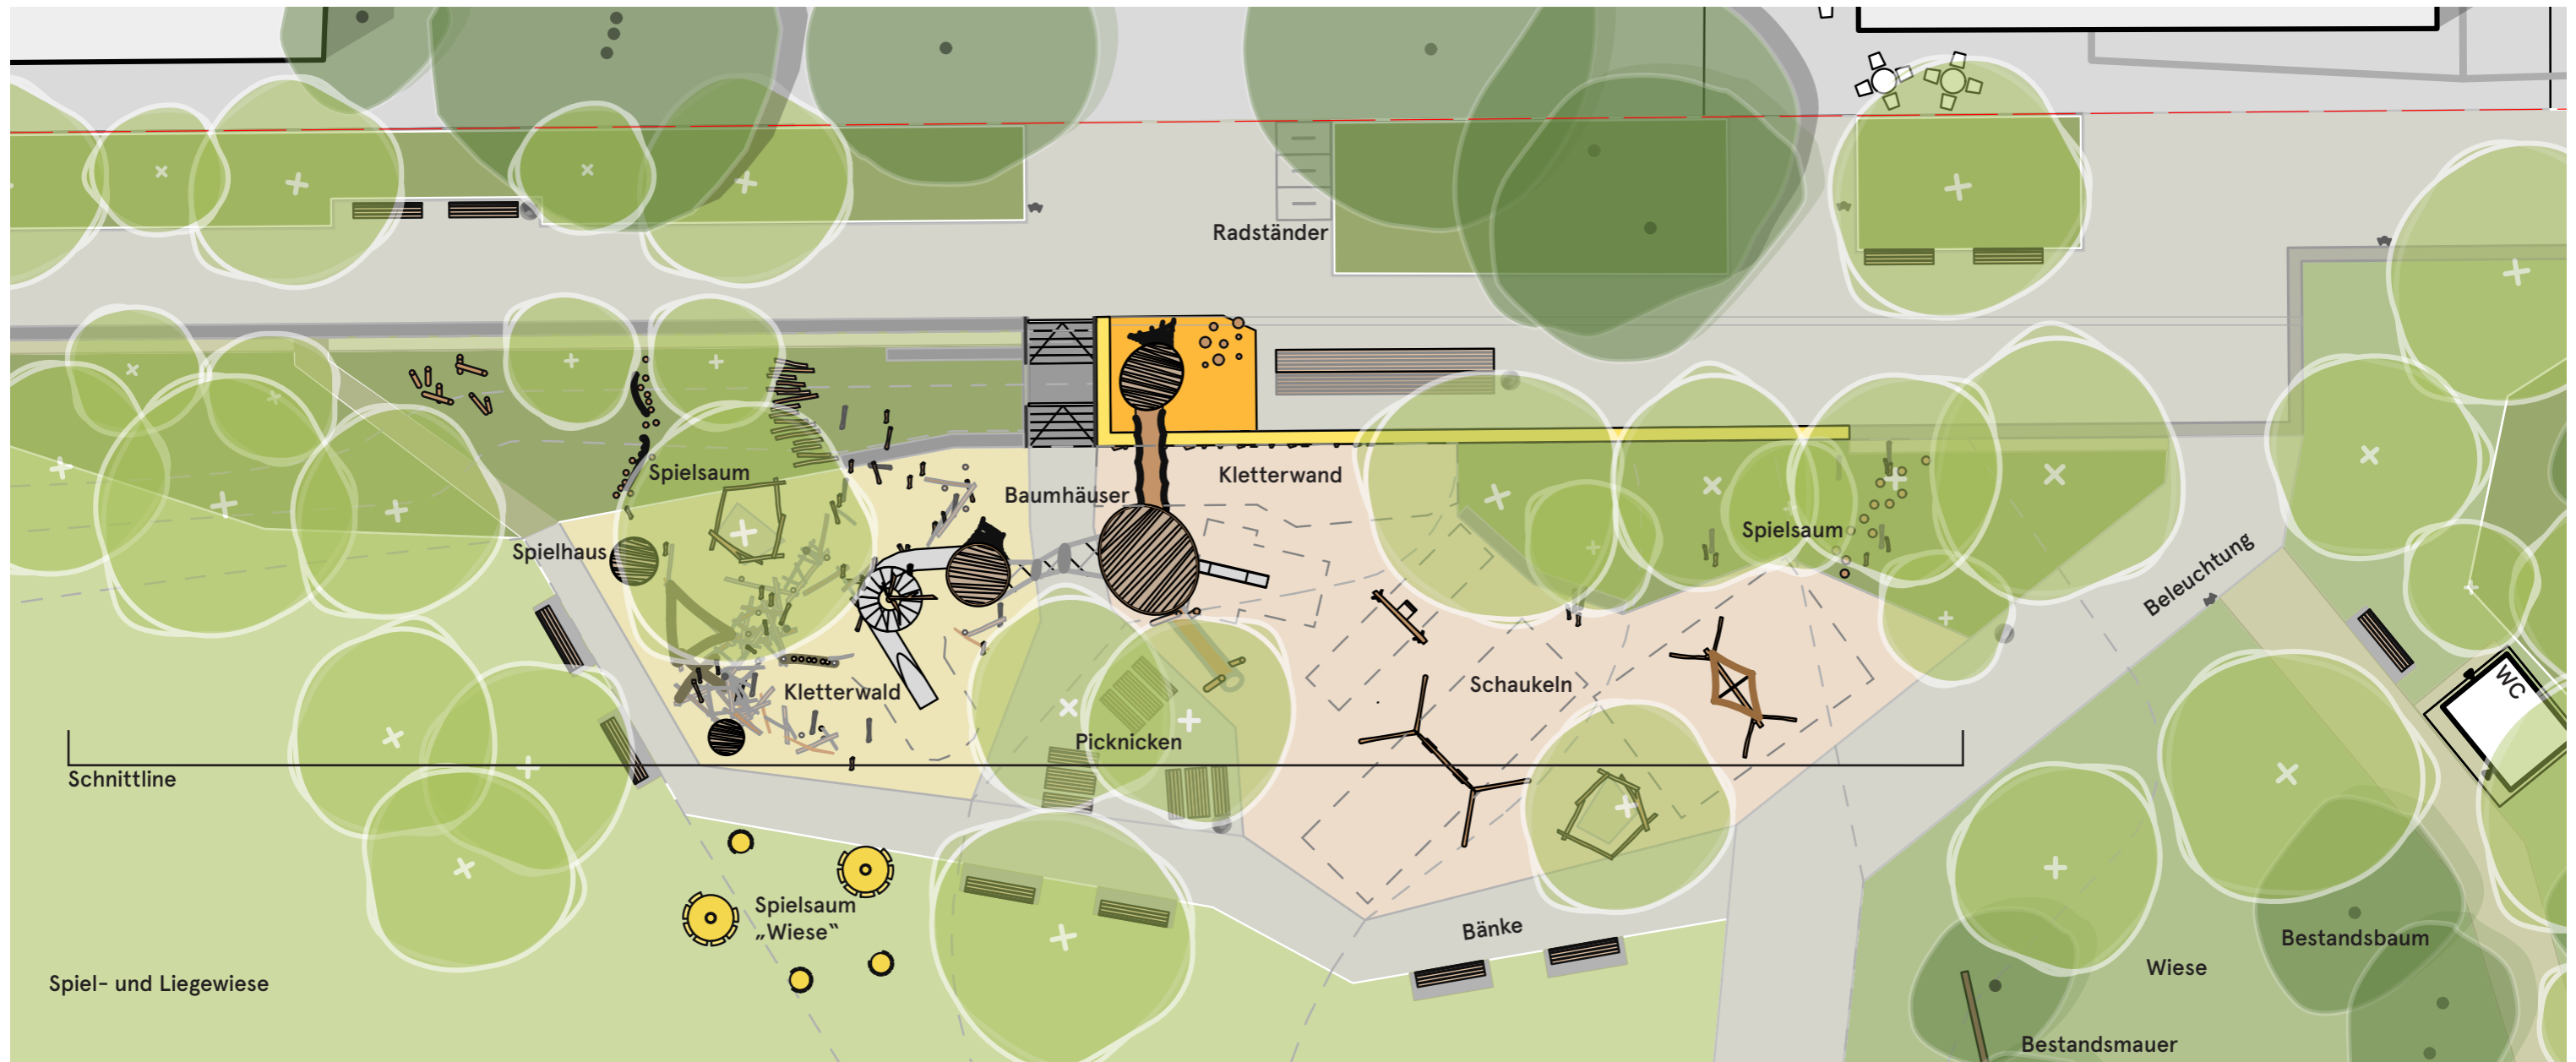 Radständer
Spielsaum
Kletterwand
Baumhäuser
Spielsaum
Spielhaus
Beleuchtung
Schaukeln
WC
Kletterwald
Picknicken
Schnittline
Spielsaum
„Wiese“
Bänke
Bestandsbaum
Wiese
Spiel- und Liegewiese
Bestandsmauer